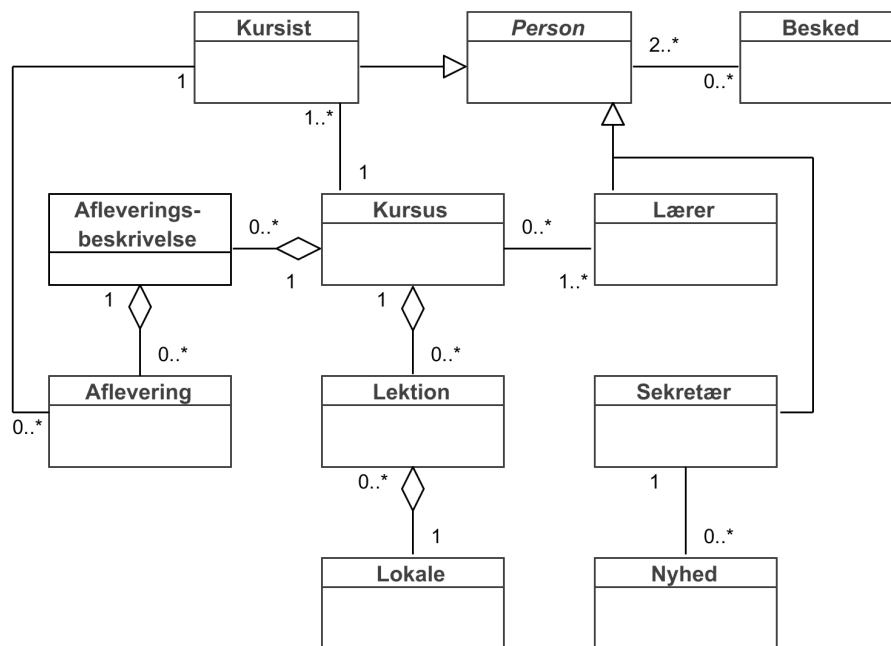 Kursist
Person
Besked
2..*
1
0..*
1..*
1
Afleverings-
beskrivelse
0..*
Kursus
0..*
Lærer
1
1
1
1..*
0..*
0..*
Aflevering
Lektion
Sekretær
0..*
0..*
1
1
0..*
Lokale
Nyhed